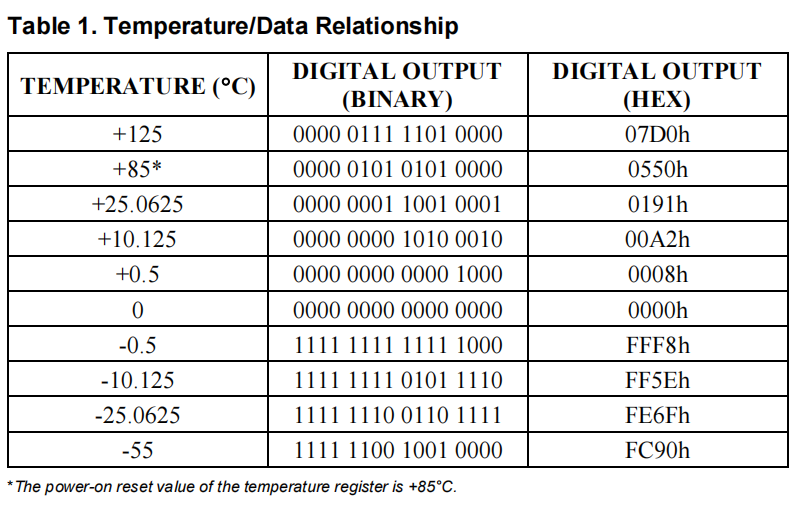 Table 1. Temperature/Data Relationship
TEMPERATURE (°C) DIGITAL OUTPUT (BINARY) DIGITAL OUTPUT (HEX)
+125 0000 0111 1101 0000 07D0h
+85* 0000 0101 0101 0000 0550h
+25.0625 0000 0001 1001 0001 0191h
+10.125 0000 0000 1010 0010 00A2h
+0.5 0000 0000 0000 1000 0008h
0 0000 0000 0000 0000 0000h
-0.5 1111 1111 1111 1000 FFF8h
-10.125 1111 1111 0101 1110 FF5Eh
-25.0625 1111 1110 0110 1111 FE6Fh
-55 1111 1100 1001 0000 FC90h
*The power-on reset value of the temperature register is +85°C.